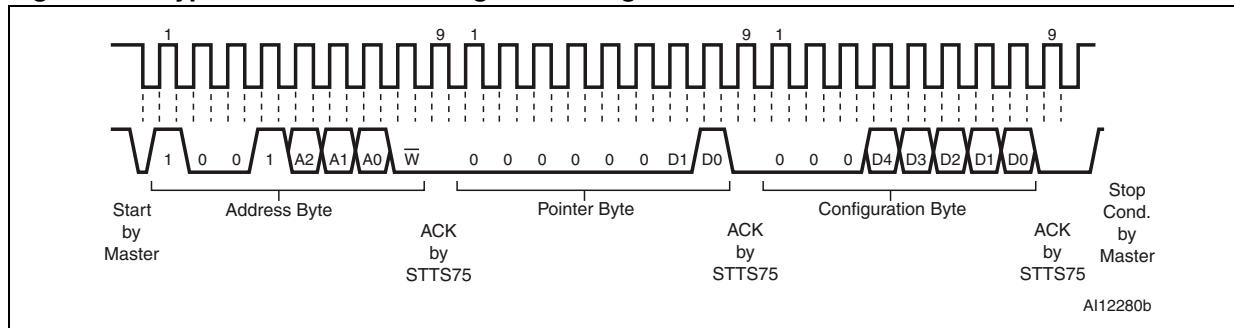 1 9 1 9 1 9
1 0 0 1 A2 A1 A0 W 0 0 0 0 0 0 D1 D0 0 0 0 D4 D3 D2 D1 D0
Start
by
Master
Address Byte
ACK
by
STTS75
Pointer Byte
ACK
by
STTS75
Configuration Byte
ACK
by
STTS75
Stop
Cond.
by
Master
AI12280b